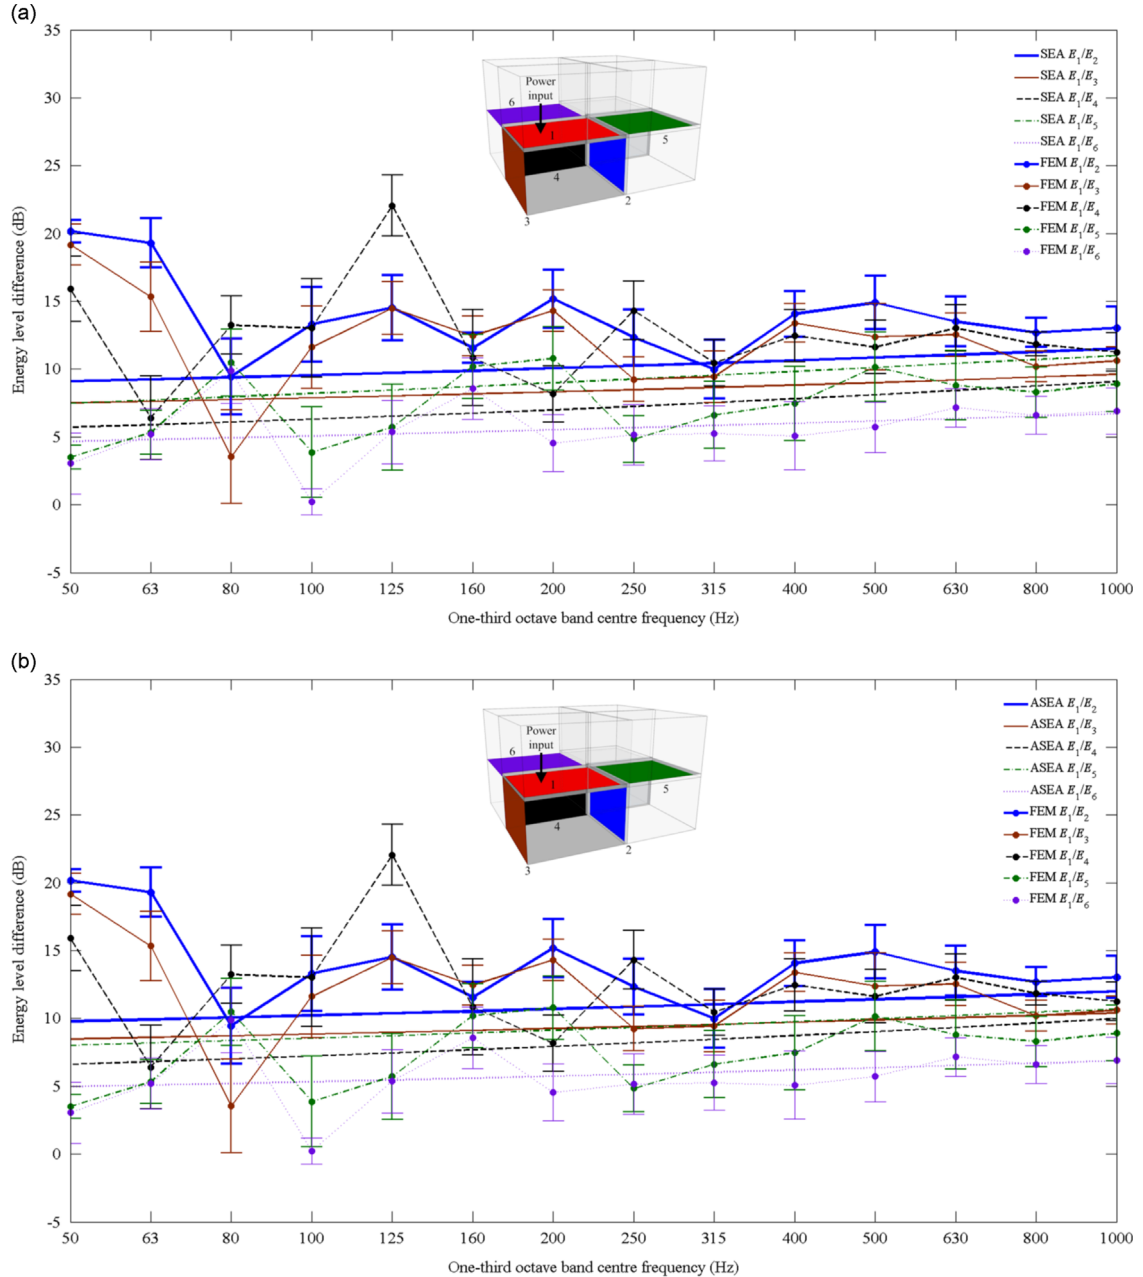 (a)
35
30
25
20
15
10
5
0
-5
Energy level difference (dB)
50 63 80 100 125 160 200 250 315 400 500 630 800 1000
One-third octave band centre frequency (Hz)
Power
input
6
1
5
4
2
3
SEA E1/E2
SEA E1/E3
SEA E1/E4
SEA E1/E5
SEA E1/E6
FEM E1/E2
FEM E1/E3
FEM E1/E4
FEM E1/E5
FEM E1/E6
(b)
35
30
25
20
15
10
5
0
-5
Energy level difference (dB)
50 63 80 100 125 160 200 250 315 400 500 630 800 1000
One-third octave band centre frequency (Hz)
Power
input
6
1
5
4
2
3
ASEA E1/E2
ASEA E1/E3
ASEA E1/E4
ASEA E1/E5
ASEA E1/E6
FEM E1/E2
FEM E1/E3
FEM E1/E4
FEM E1/E5
FEM E1/E6